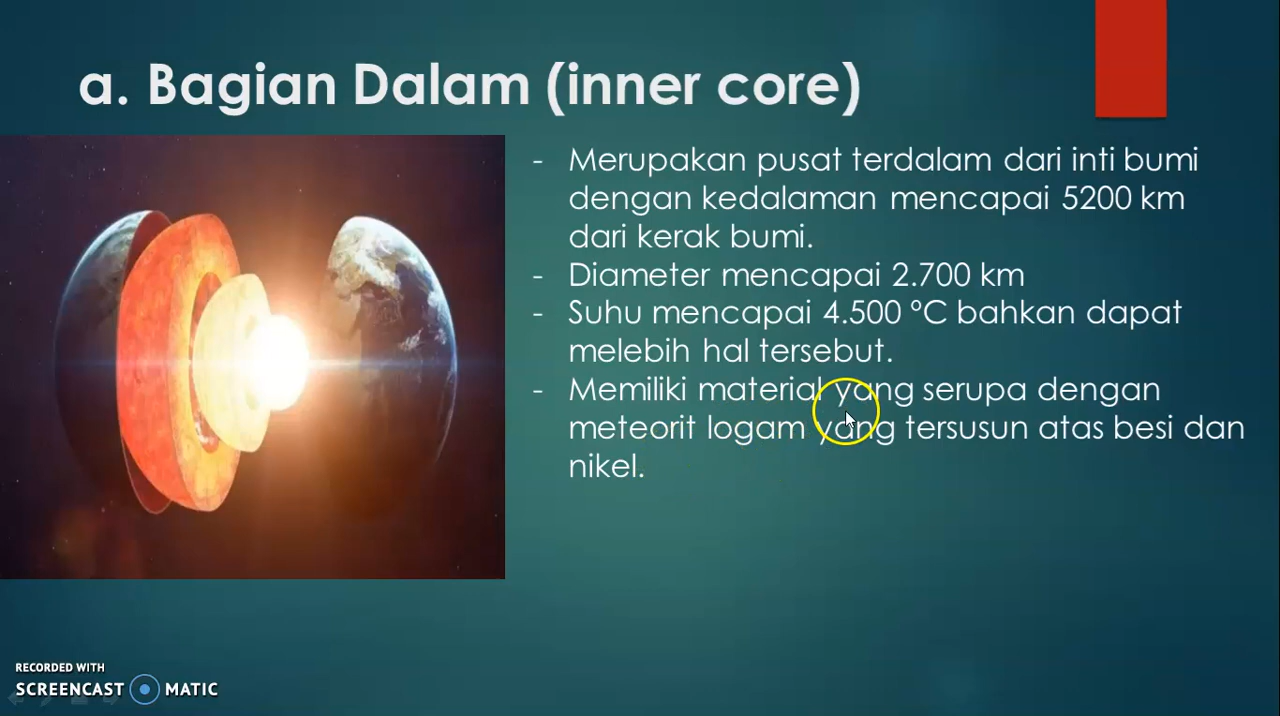 a. Bagian Dalam (inner core)
- Merupakan pusat terdalam dari inti bumi
dengan kedalaman mencapai 5200 km
dari kerak bumi.
- Diameter mencapai 2.700 km
- Suhu mencapai 4.500 ºC bahkan dapat
melebih hal tersebut.
- Memiliki material yang serupa dengan
meteorit logam yang tersusun atas besi dan
nikel.
RECORDED WITH
SCREENCAST MATIC